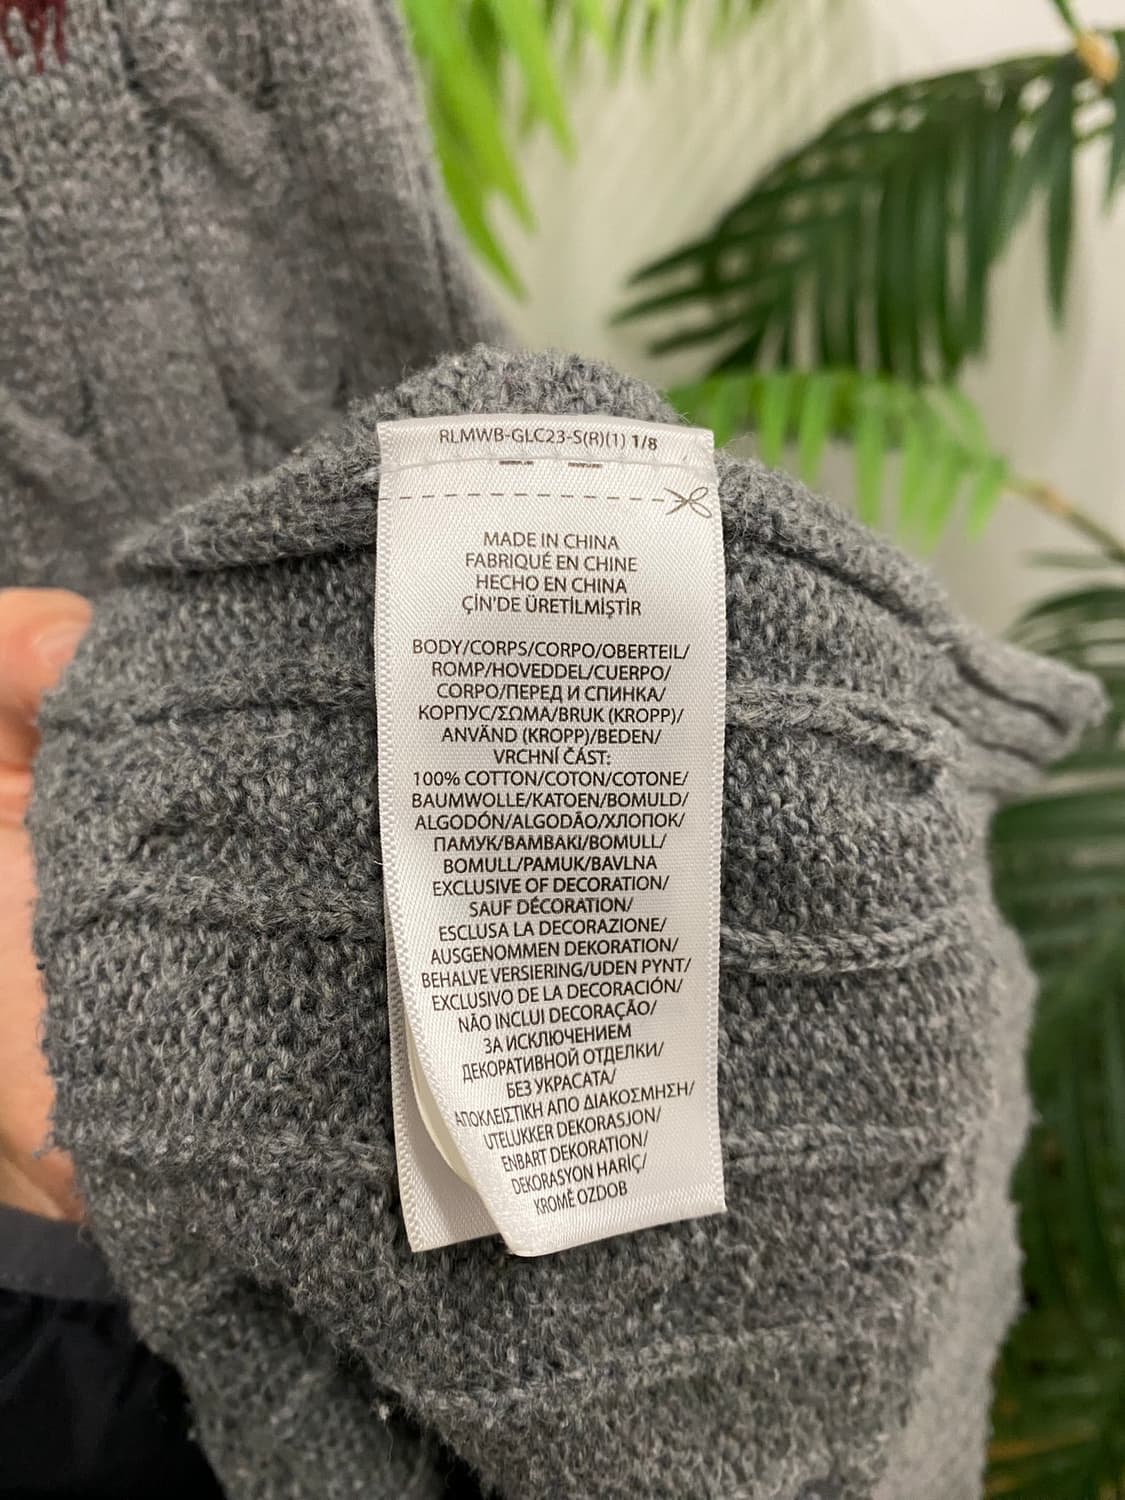 RLMWB-GLC23-S(R)(1) 1/8
MADE IN CHINA
FABRIQUÉ EN CHINE
HECHO EN CHINA
ÇİN'DE ÜRETİLMİŞTİR
BODY/CORPS/CORPO/OBERTEIL/
ROMP/HOVEDDEL/CUERPO/
CORPO/ПЕРЕД И СПИНКА/
КОРПУС/ΣΩΜΑ/BRUK (KROPP)/
ANVÄND (KROPP)/BEDEN/
VRCHNÍ ČÁST:
100% COTTON/COTON/COTONE/
BAUMWOLLE/KATOEN/BOMULD/
ALGODÓN/ALGODÃO/ХЛОПОК/
ПАМУК/ΒΑΜΒΑΚΙ/BOMULL/
BOMULL/PAMUK/BAVLNA
EXCLUSIVE OF DECORATION/
SAUF DÉCORATION/
ESCLUSA LA DECORAZIONE/
AUSGENOMMEN DEKORATION/
BEHALVE VERSIERING/UDEN PYNT/
EXCLUSIVO DE LA DECORACIÓN/
NÃO INCLUI DECORAÇÃO/
ЗА ИСКЛЮЧЕНИЕМ
ДЕКОРАТИВНОЙ ОТДЕЛКИ/
БЕЗ УКРАСАТА/
ΑΠΟΚΛΕΙΣΤΙΚΗ ΑΠΟ ΔΙΑΚΟΣΜΗΣΗ/
UTELUKKER DEKORASJON/
ENBART DEKORATION/
DEKORASYON HARİÇ/
KROMĚ OZDOB